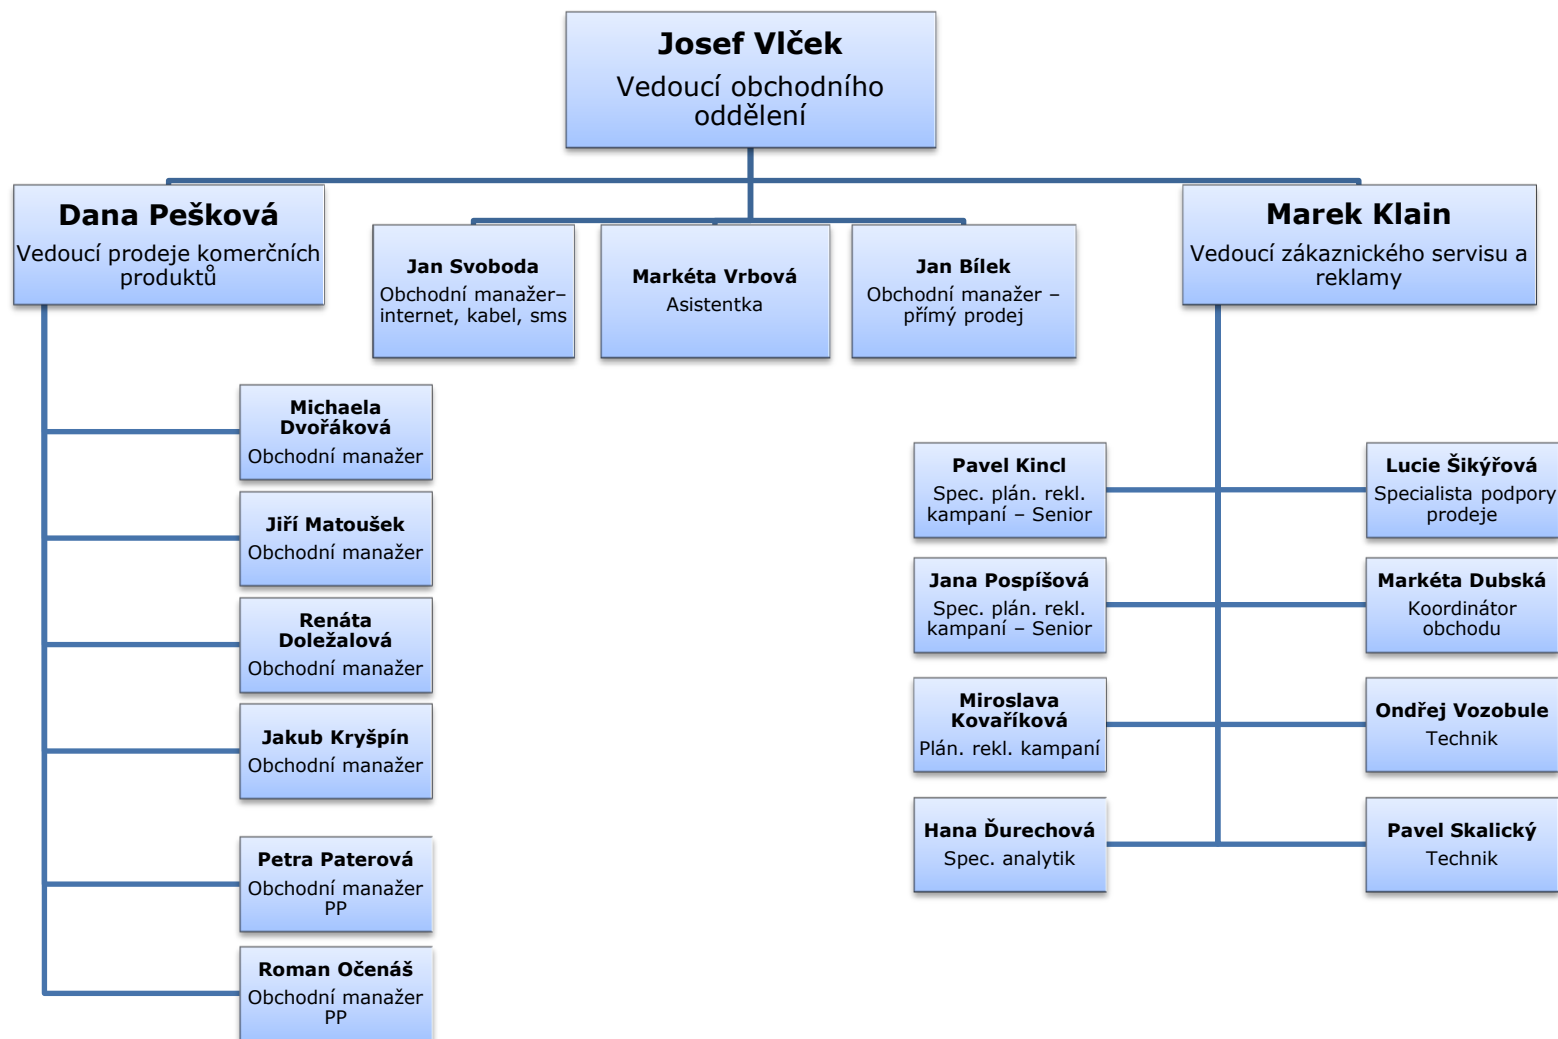 Josef Vlček
Vedoucí obchodního
oddělení
Dana Pešková
Vedoucí prodeje komerčních
produktů
Jan Svoboda
Obchodní manažer–
internet, kabel, sms
Markéta Vrbová
Asistentka
Jan Bílek
Obchodní manažer –
přímý prodej
Marek Klain
Vedoucí zákaznického servisu a
reklamy
Michaela
Dvořáková
Obchodní manažer
Jiří Matoušek
Obchodní manažer
Renáta
Doležalová
Obchodní manažer
Jakub Kryšpín
Obchodní manažer
Petra Paterová
Obchodní manažer
PP
Roman Očenáš
Obchodní manažer
PP
Pavel Kincl
Spec. plán. rekl.
kampaní – Senior
Lucie Šikýřová
Specialista podpory
prodeje
Jana Pospíšová
Spec. plán. rekl.
kampaní – Senior
Markéta Dubská
Koordinátor
obchodu
Miroslava
Kovaříková
Plán. rekl. kampaní
Ondřej Vozobule
Technik
Hana Ďurechová
Spec. analytik
Pavel Skalický
Technik